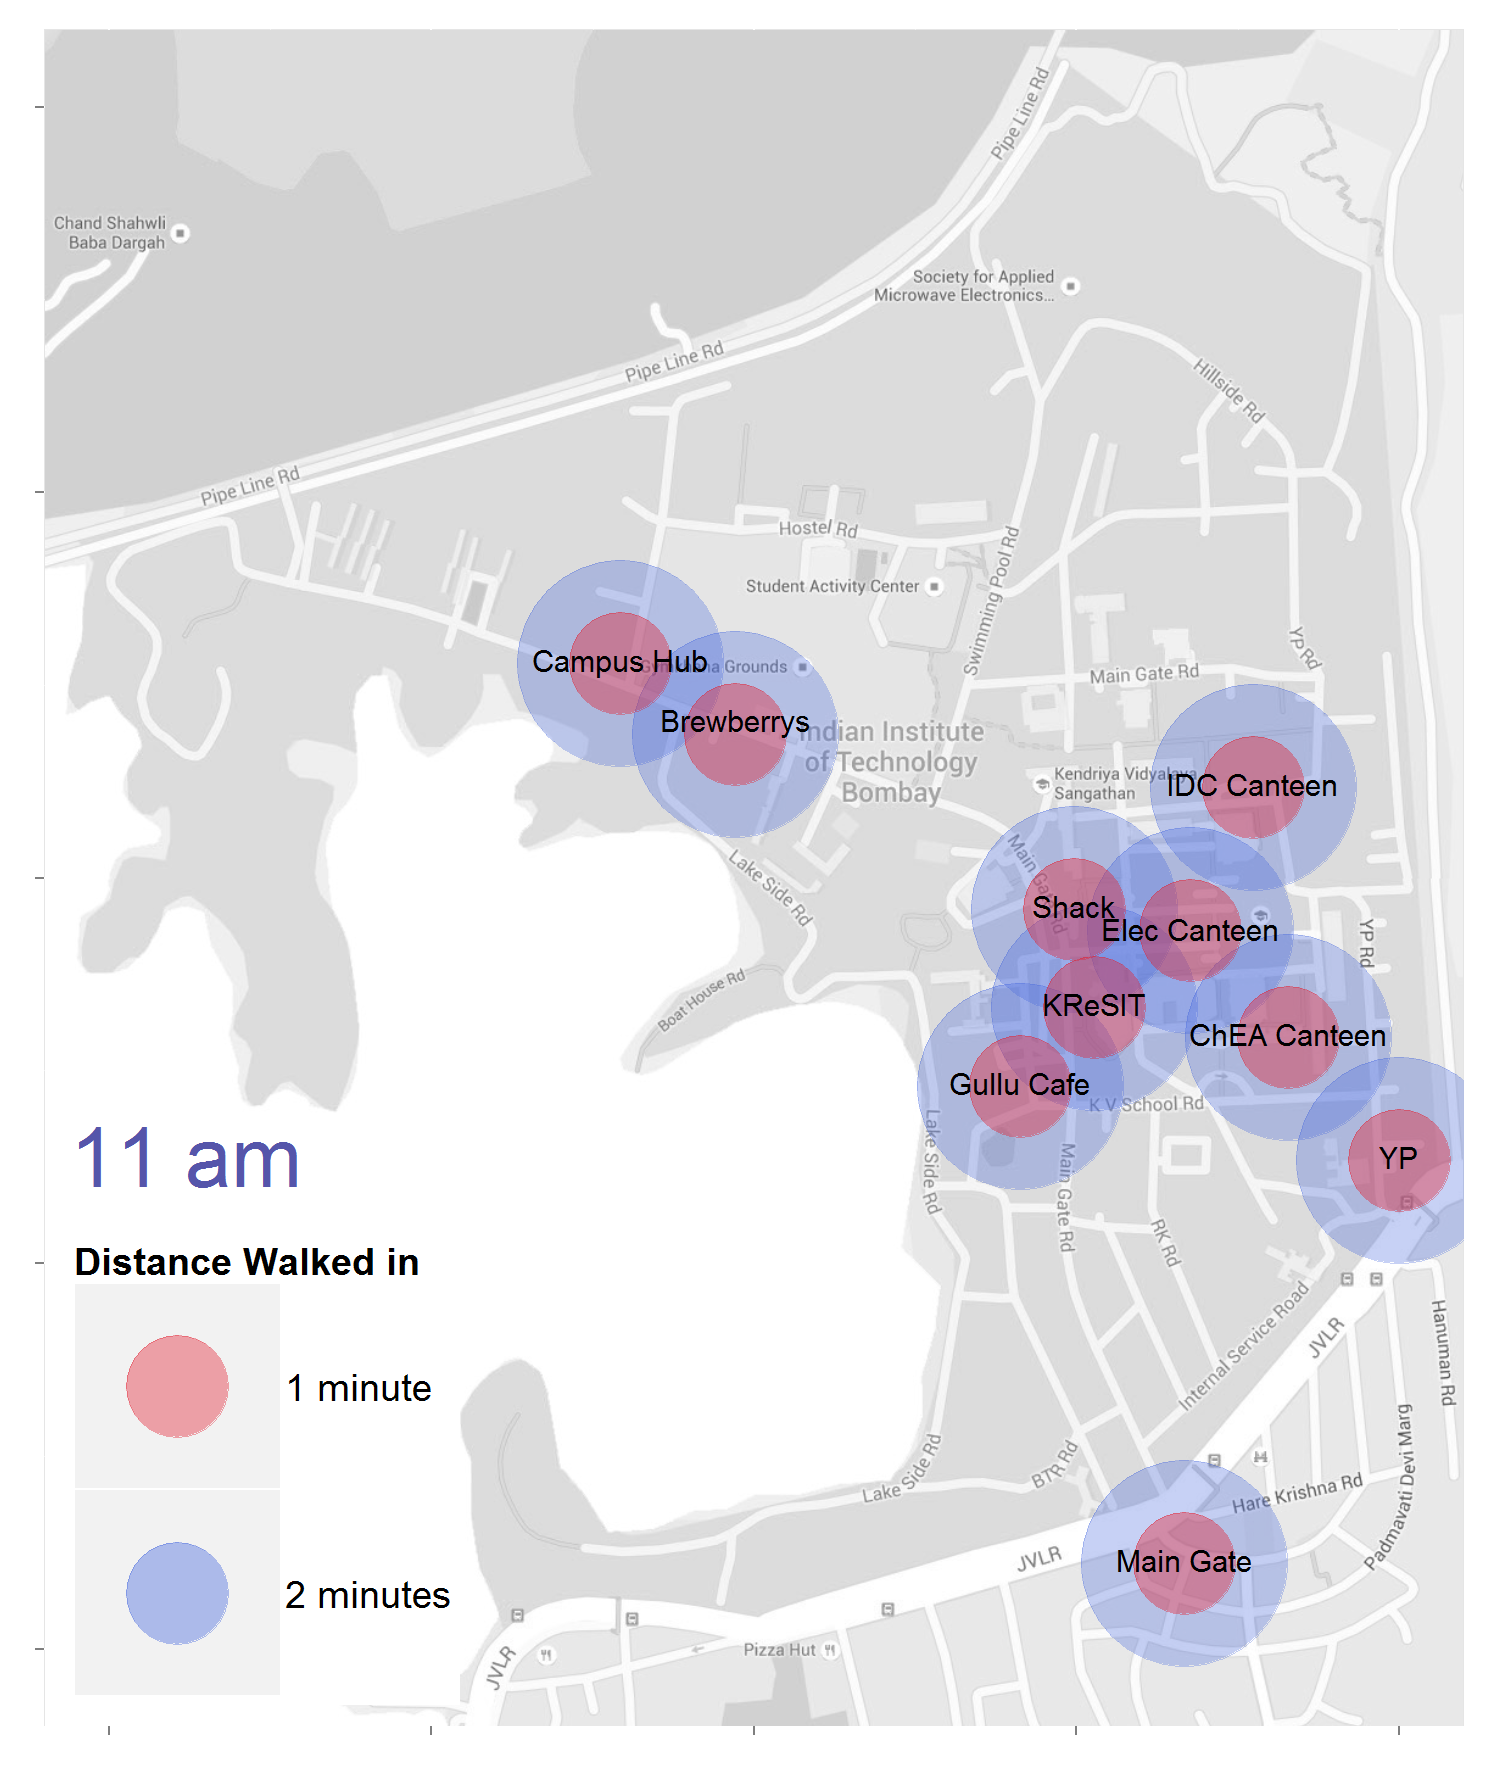 Pipe Line Rd
Chand Shahwli
Baba Dargah
Society for Applied
Microwave Electronics...
Pipe Line Rd
Hillside Rd
Pipe Line Rd
Hostel Rd
Swimming Pool Rd
Student Activity Center
YP Rd
Campus Hub
Grounds
Main Gate Rd
Brewberrys
Indian Institute
of Technology
Bombay
Kendriya Vidyalaya
Sangathan
IDC Canteen
Main Gate Rd
Lake Side Rd
Shack
Elec Canteen
YP Rd
Boat House Rd
KReSIT
ChEA Canteen
Gullu Cafe
K V School Rd
Lake Side Rd
Main Gate Rd
YP
11 am
RK Rd
Distance Walked in
Internal Service Road
JVLR
Hanuman Rd
1 minute
Padmavati Devi Marg
Lake Side Rd
BTR Rd
Hare Krishna Rd
JVLR
Main Gate
2 minutes
JVLR
Pizza Hut